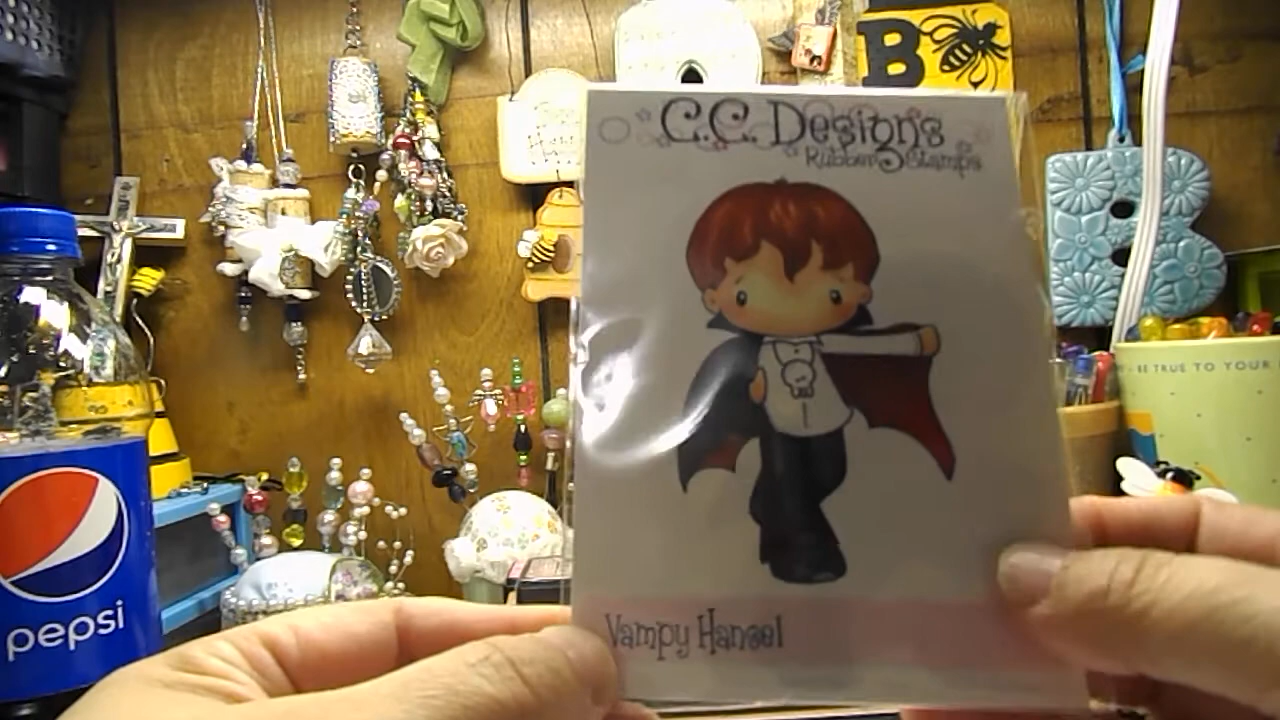 B
C.C. Designs
Rubber Stamps
BE TRUE TO YOUR
pepsi
Vampy Hansel